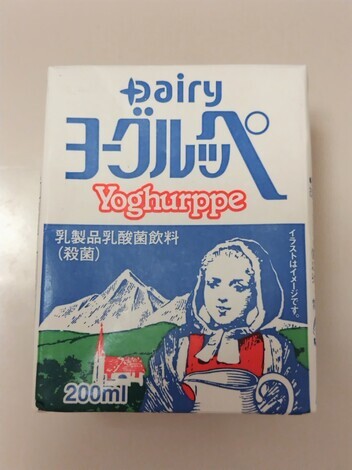 Dairy
ヨーグルッペ
Yoghurppe
乳製品乳酸菌飲料
(殺菌)
イラストはイメージです。
200ml